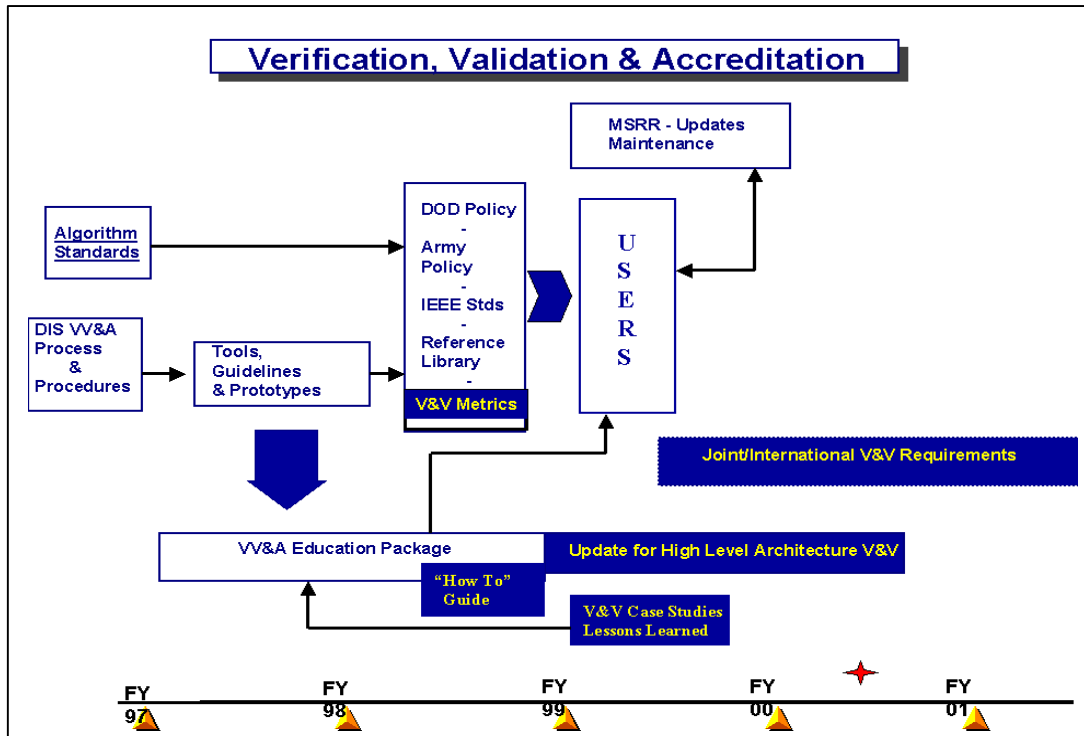 Verification, Validation & Accreditation
MSRR - Updates
Maintenance
Algorithm
Standards
DOD Policy
-
Army
Policy
-
IEEE Stds
-
Reference
Library
-
V&V Metrics
U
S
E
R
S
DIS VV&A
Process
&
Procedures
Tools,
Guidelines
& Prototypes
Joint/International V&V Requirements
VV&A Education Package
Update for High Level Architecture V&V
“How To”
Guide
V&V Case Studies
Lessons Learned
FY
97
FY
98
FY
99
FY
00
FY
01